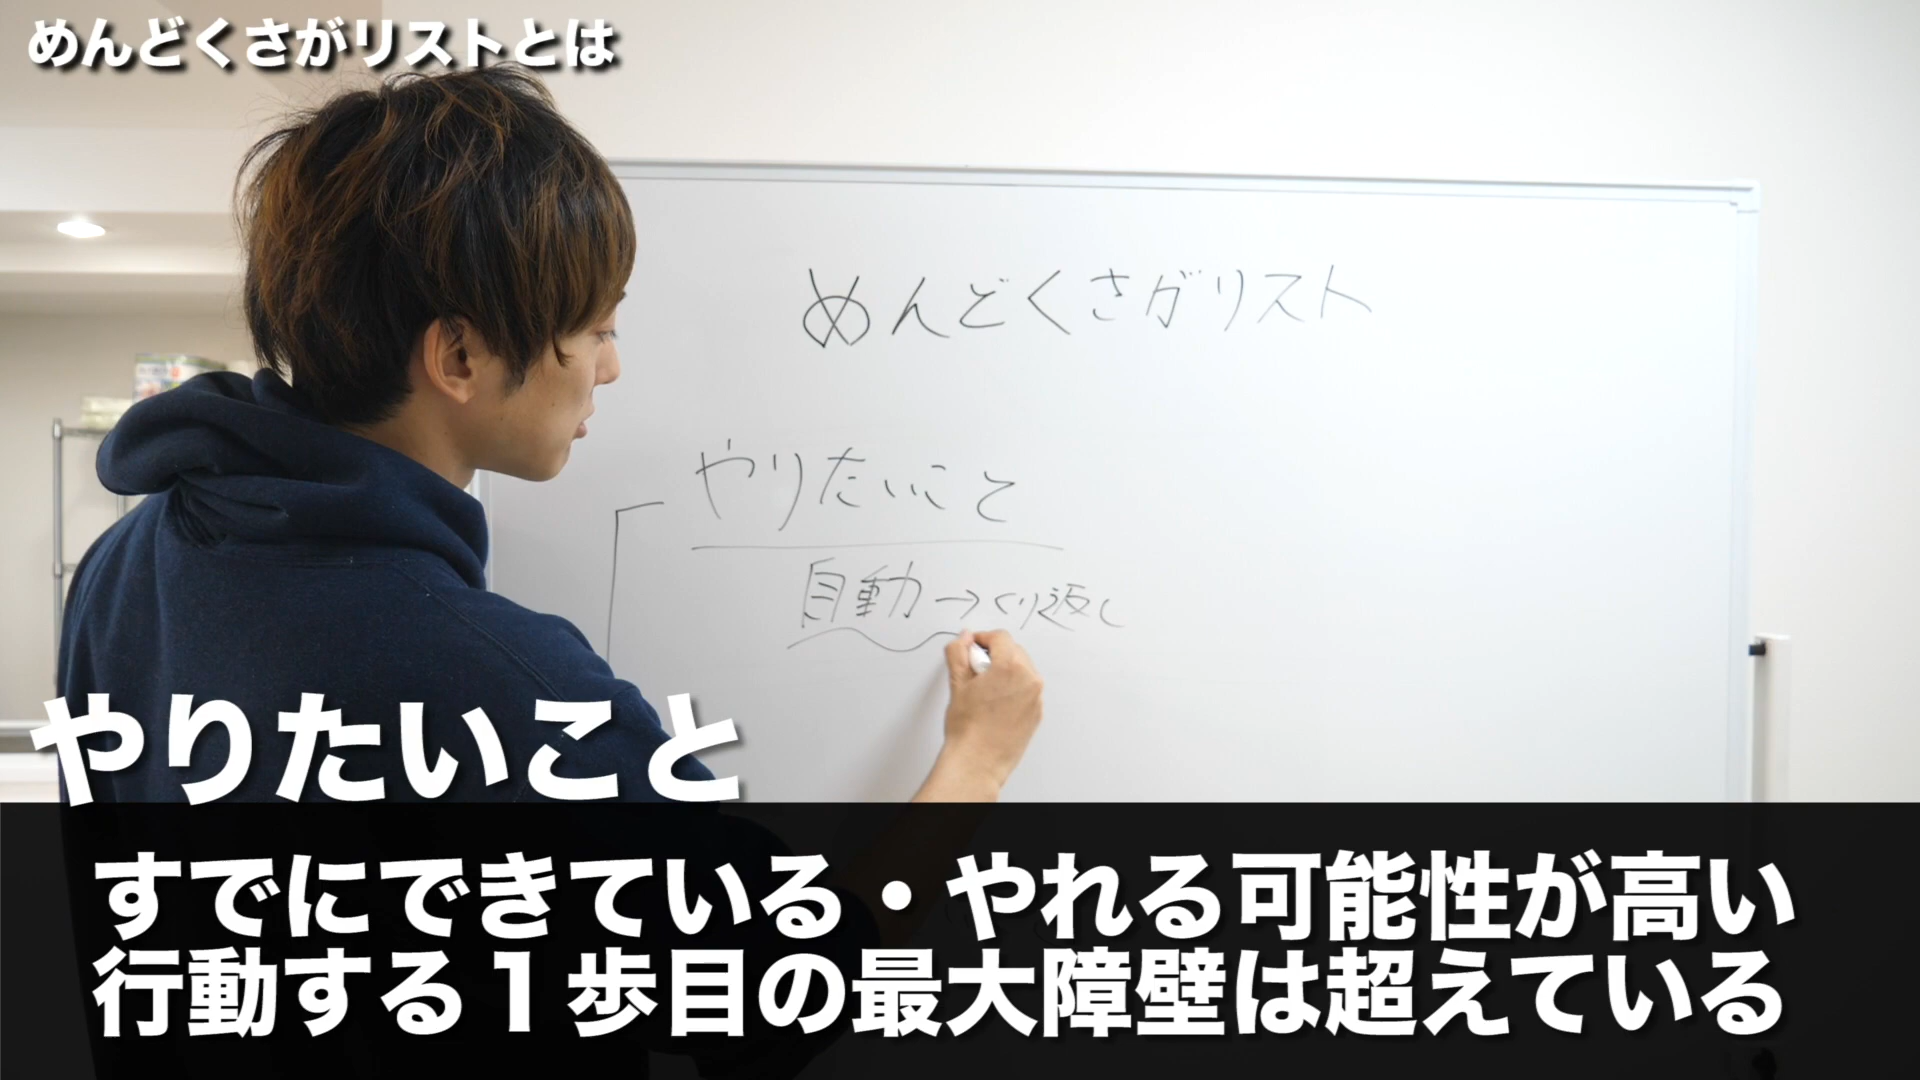 めんどくさがリストとは
めんどくさがリスト
やりたいこと
自動→くり返し
やりたいこと
すでにできている・やれる可能性が高い
行動する1歩目の最大障壁は超えている